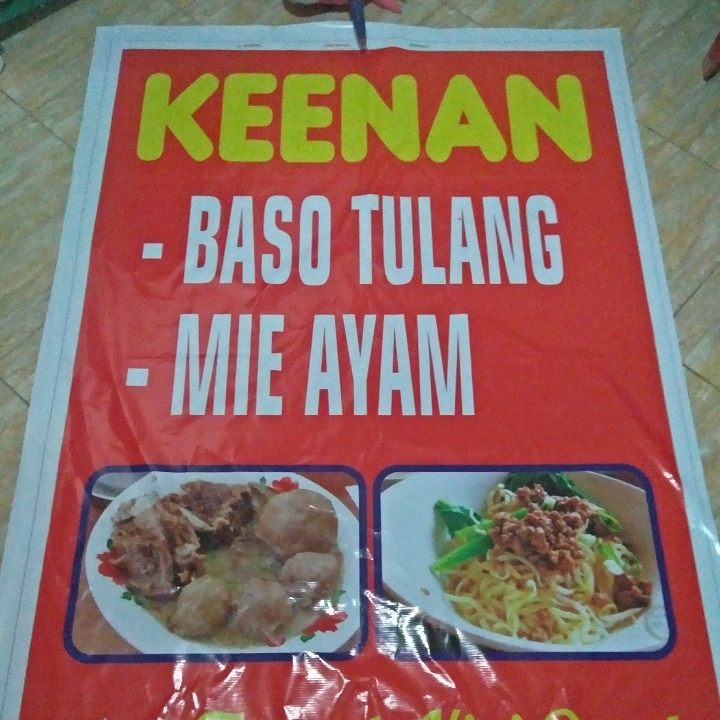 KEENAN
- BASO TULANG
- MIE AYAM